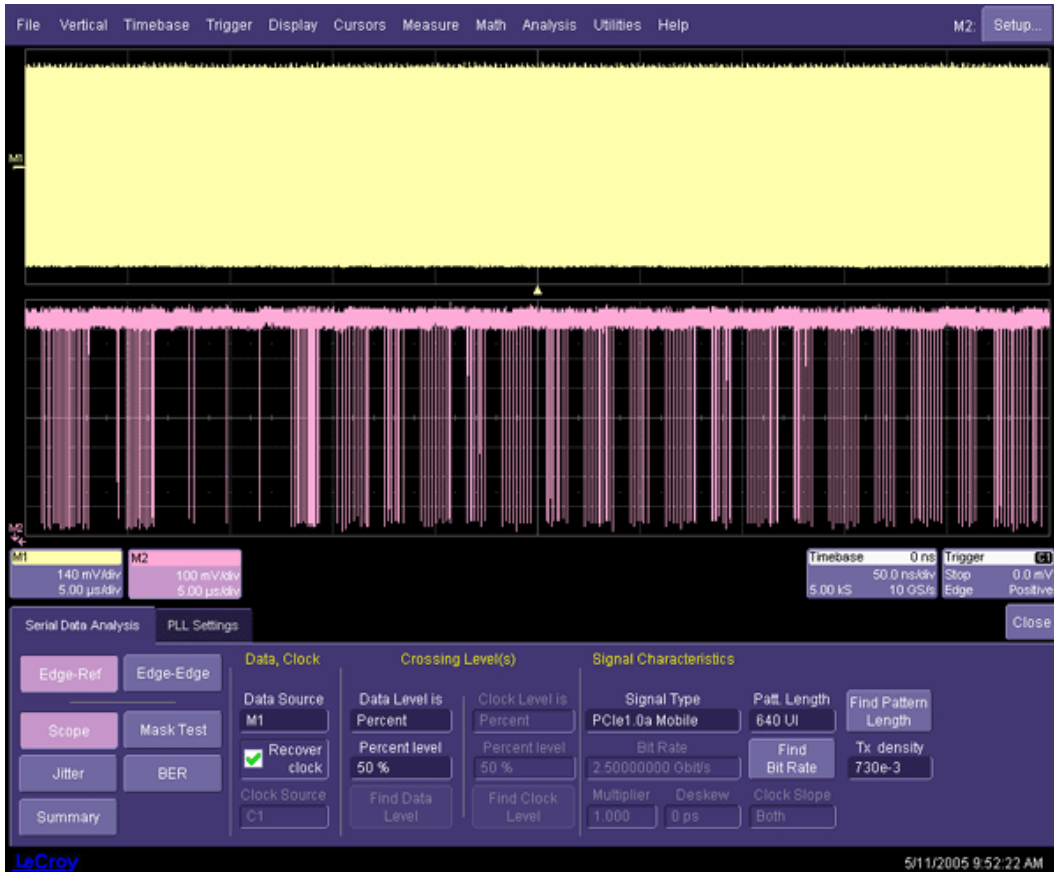 File Vertical Timebase Trigger Display Cursors Measure Math Analysis Utilities Help M2: Setup...
M1
M2
M1
140 mV/div
5.00 µs/div
M2
100 mV/div
5.00 µs/div
Timebase 0 ns
50.0 ns/div
5.00 kS 10 GS/s
Trigger C1
Stop 0.0 mV
Edge Positive
Serial Data Analysis PLL Settings Close
Edge-Ref Edge-Edge
Scope Mask Test
Jitter BER
Summary
Data, Clock
Data Source
M1
Recover clock
Clock Source
C1
Crossing Level(s)
Data Level is
Percent
Percent level
50 %
Find Data Level
Clock Level is
Percent
Percent level
50 %
Find Clock Level
Signal Characteristics
Signal Type
PCIe1.0a Mobile
Bit Rate
2.50000000 Gbit/s
Multiplier Deskew
1.000 0 ps
Patt. Length
640 UI
Find Bit Rate
Clock Slope
Both
Find Pattern Length
Tx density
730e-3
LeCroy
5/11/2005 9:52:22 AM